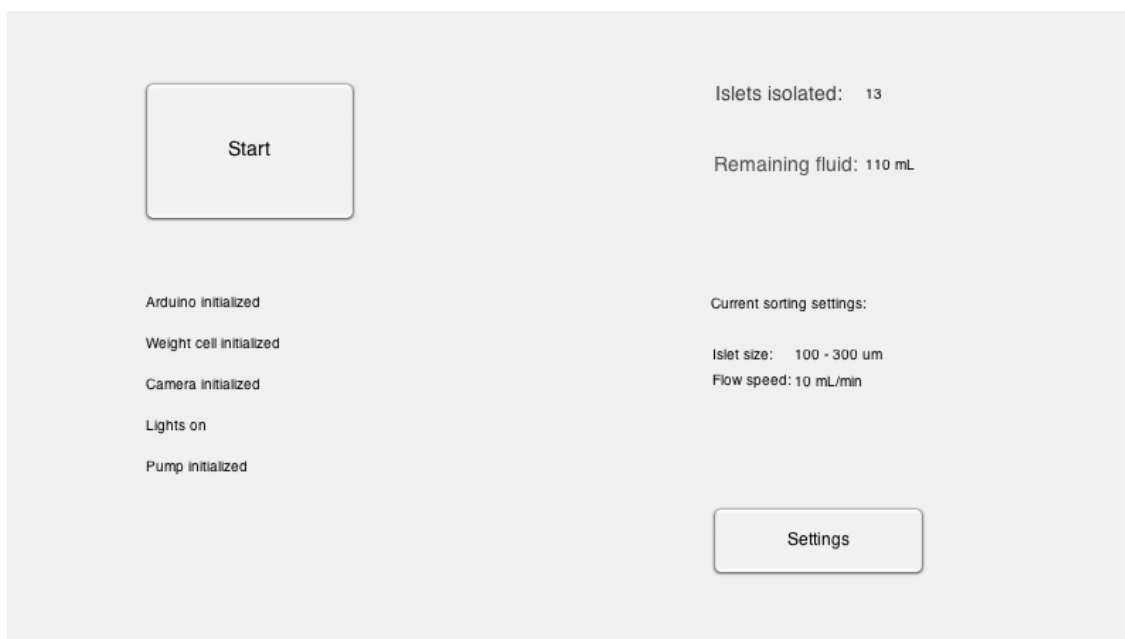 Start
Islets isolated: 13
Remaining fluid: 110 mL
Arduino initialized
Weight cell initialized
Camera initialized
Lights on
Pump initialized
Current sorting settings:
Islet size: 100 - 300 um
Flow speed: 10 mL/min
Settings